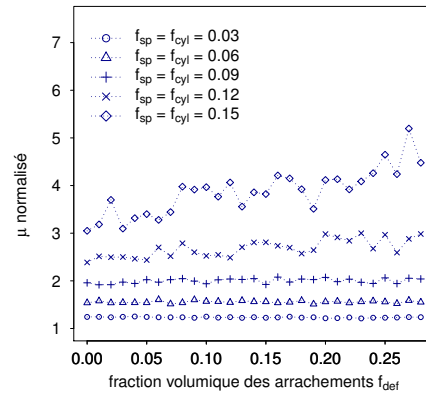 f_sp = f_cyl = 0.03
f_sp = f_cyl = 0.06
f_sp = f_cyl = 0.09
f_sp = f_cyl = 0.12
f_sp = f_cyl = 0.15
µ normalisé
7
6
5
4
3
2
1
0.00 0.05 0.10 0.15 0.20 0.25
fraction volumique des arrachements f_def